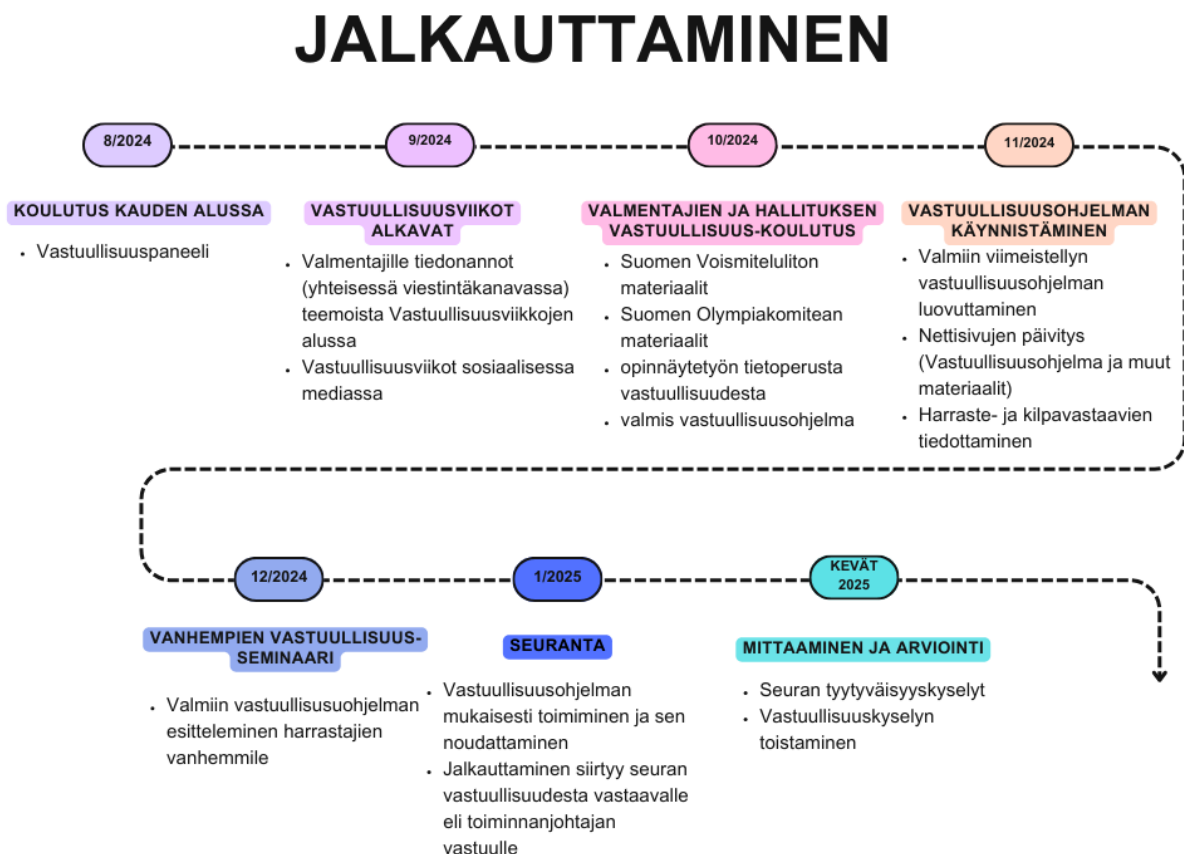 JALKAUTTAMINEN
8/2024
KOULUTUS KAUDEN ALUSSA
• Vastuullisuuspaneeli
9/2024
VASTUULLISUUSVIIKOT
ALKAVAT
• Valmentajille tiedonannot
(yhteisessä viestintäkanavassa)
teemoista Vastuullisuusviikkojen
alussa
• Vastuullisuusviikot sosiaalisessa
mediassa
10/2024
VALMENTAJIEN JA HALLITUKSEN
VASTUULLISUUS-KOULUTUS
• Suomen Voismiteluliton
materiaalit
• Suomen Olympiakomitean
materiaalit
• opinnäytetyön tietoperusta
vastuullisuudesta
• valmis vastuullisuusohjelma
11/2024
VASTUULLISUUSOHJELMAN
KÄYNNISTÄMINEN
• Valmiin viimeistellyn
vastuullisuusohjelman
luovuttaminen
• Nettisivujen päivitys
(Vastuullisuusohjelma ja muut
materiaalit)
• Harraste- ja kilpavastaavien
tiedottaminen
12/2024
VANHEMPIEN VASTUULLISUUS-
SEMINAARI
• Valmiin vastuullisusuohjelman
esitteleminen harrastajien
vanhemmile
1/2025
SEURANTA
• Vastuullisuusohjelman
mukaisesti toimiminen ja sen
noudattaminen
• Jalkauttaminen siirtyy seuran
vastuullisuudesta vastaavalle
eli toiminnanjohtajan
vastuulle
KEVÄT
2025
MITTAAMINEN JA ARVIOINTI
• Seuran tyytyväisyyskyselyt
• Vastuullisuuskyselyn
toistaminen